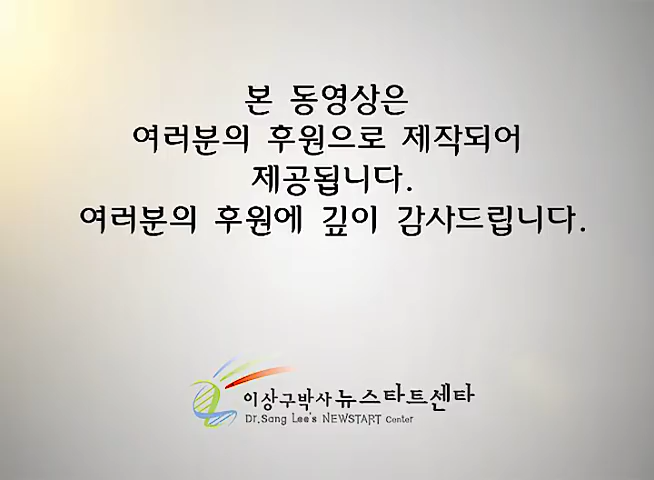 본 동영상은
여러분의 후원으로 제작되어
제공됩니다.
여러분의 후원에 깊이 감사드립니다.
이상구박사 뉴스타트센타
Dr.Sang Lee's NEWSTART Center